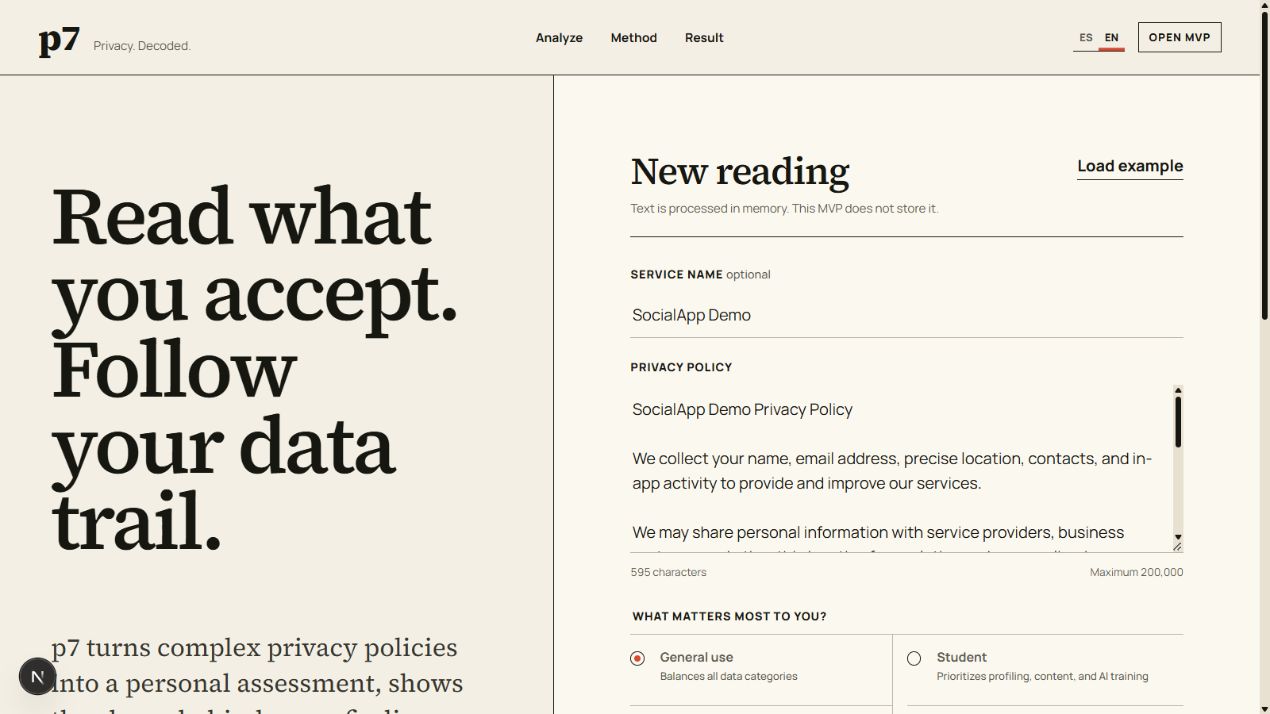 p7 Privacy. Decoded.
Analyze Method Result
ES EN OPEN MVP
Read what
you accept.
Follow
your data
trail.
p7 turns complex privacy policies
into a personal assessment, shows
N
New reading
Load example
Text is processed in memory. This MVP does not store it.
SERVICE NAME optional
SocialApp Demo
PRIVACY POLICY
SocialApp Demo Privacy Policy
We collect your name, email address, precise location, contacts, and in-
app activity to provide and improve our services.
We may share personal information with service providers, business
595 characters
Maximum 200,000
WHAT MATTERS MOST TO YOU?
General use
Balances all data categories
Student
Prioritizes profiling, content, and AI training